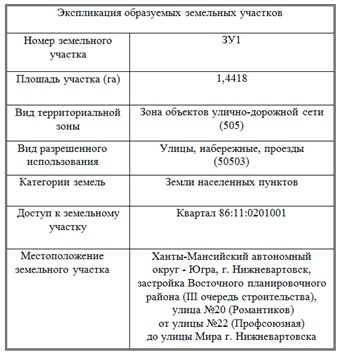 Экспликация образуемых земельных участков
Номер земельного
участка
ЗУ1
Площадь участка (га)
1,4418
Вид территориальной
зоны
Зона объектов улично-дорожной сети
(505)
Вид разрешенного
использования
Улицы, набережные, проезды
(50503)
Категории земель
Земли населенных пунктов
Доступ к земельному
участку
Квартал 86:11:0201001
Местоположение
земельного участка
Ханты-Мансийский автономный
округ - Югра, г. Нижневартовск,
застройка Восточного планировочного
района (III очередь строительства),
улица №20 (Романтиков)
от улицы №22 (Профсоюзная)
до улицы Мира г. Нижневартовска